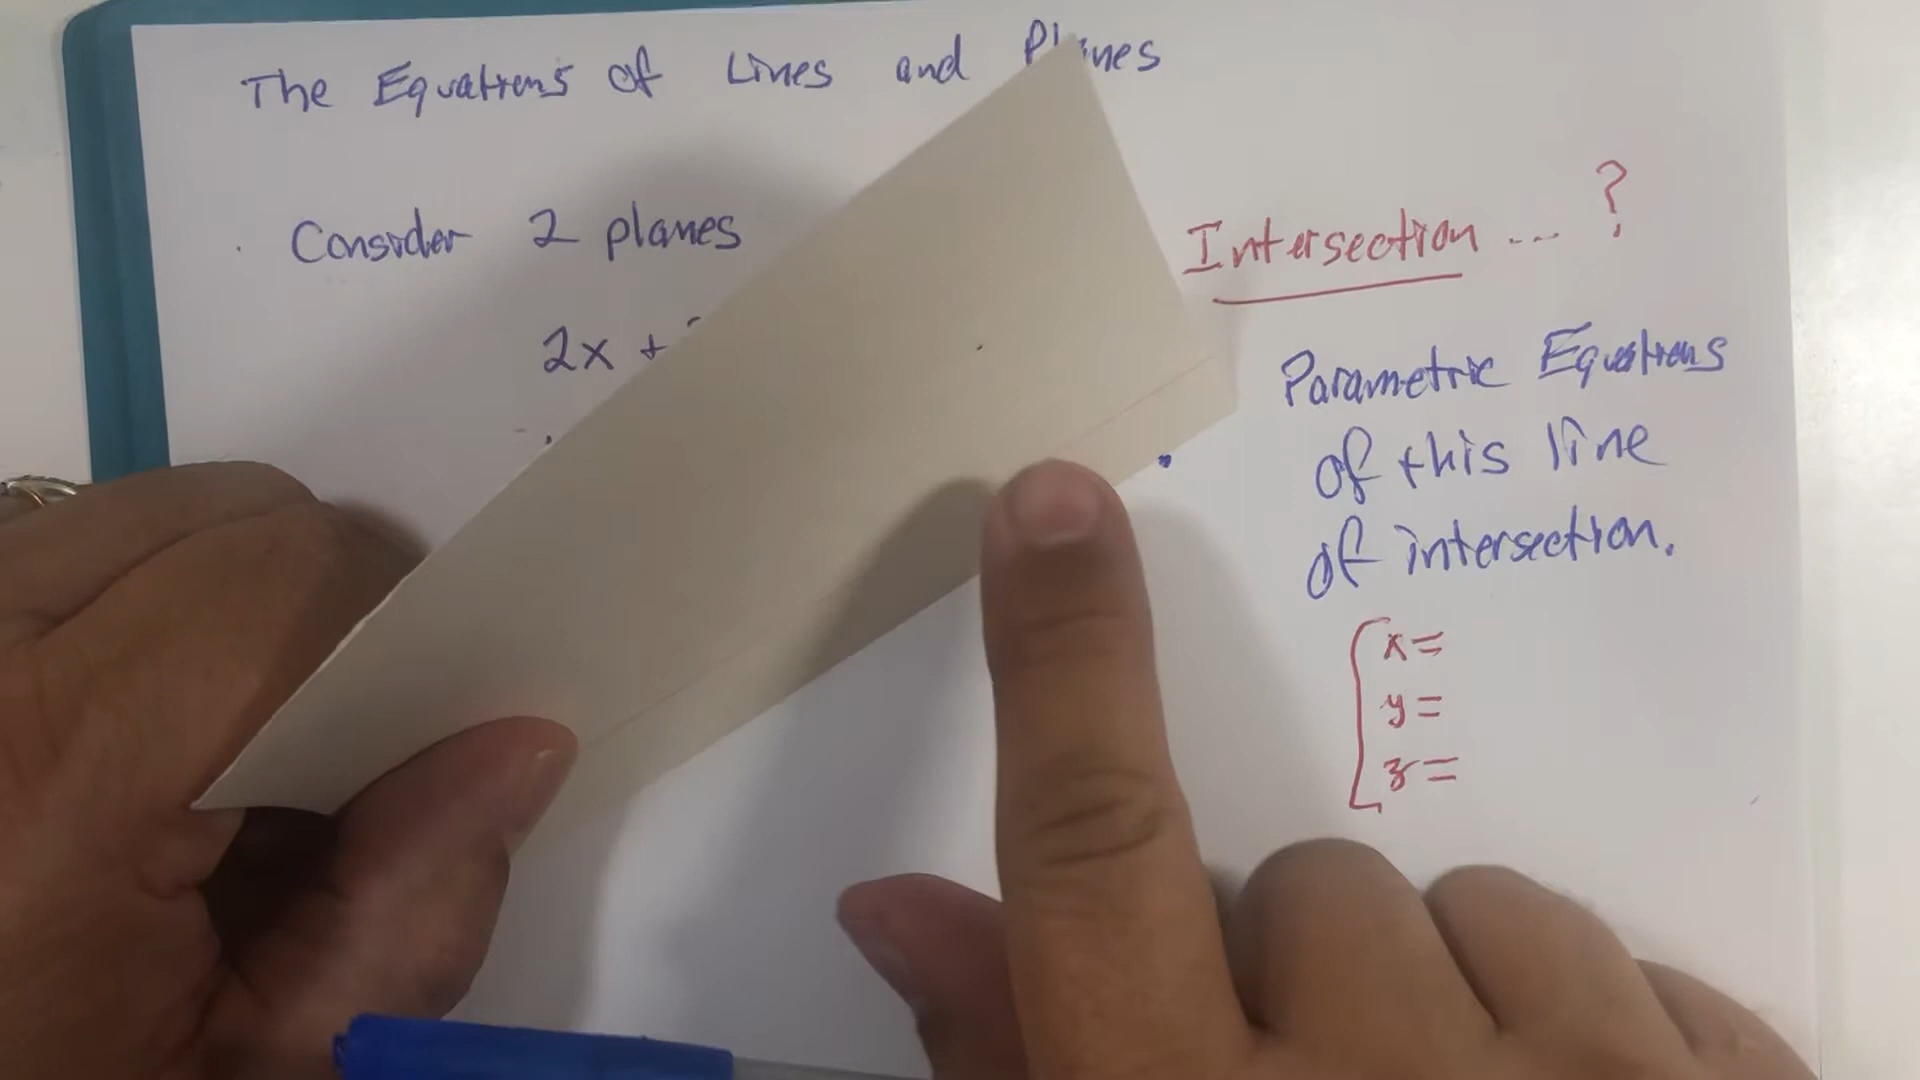 The Equations of Lines and Planes
Consider 2 planes
2x +
Intersection ... ?
Parametric Equations
of this line
of intersection.
x =
y =
z =